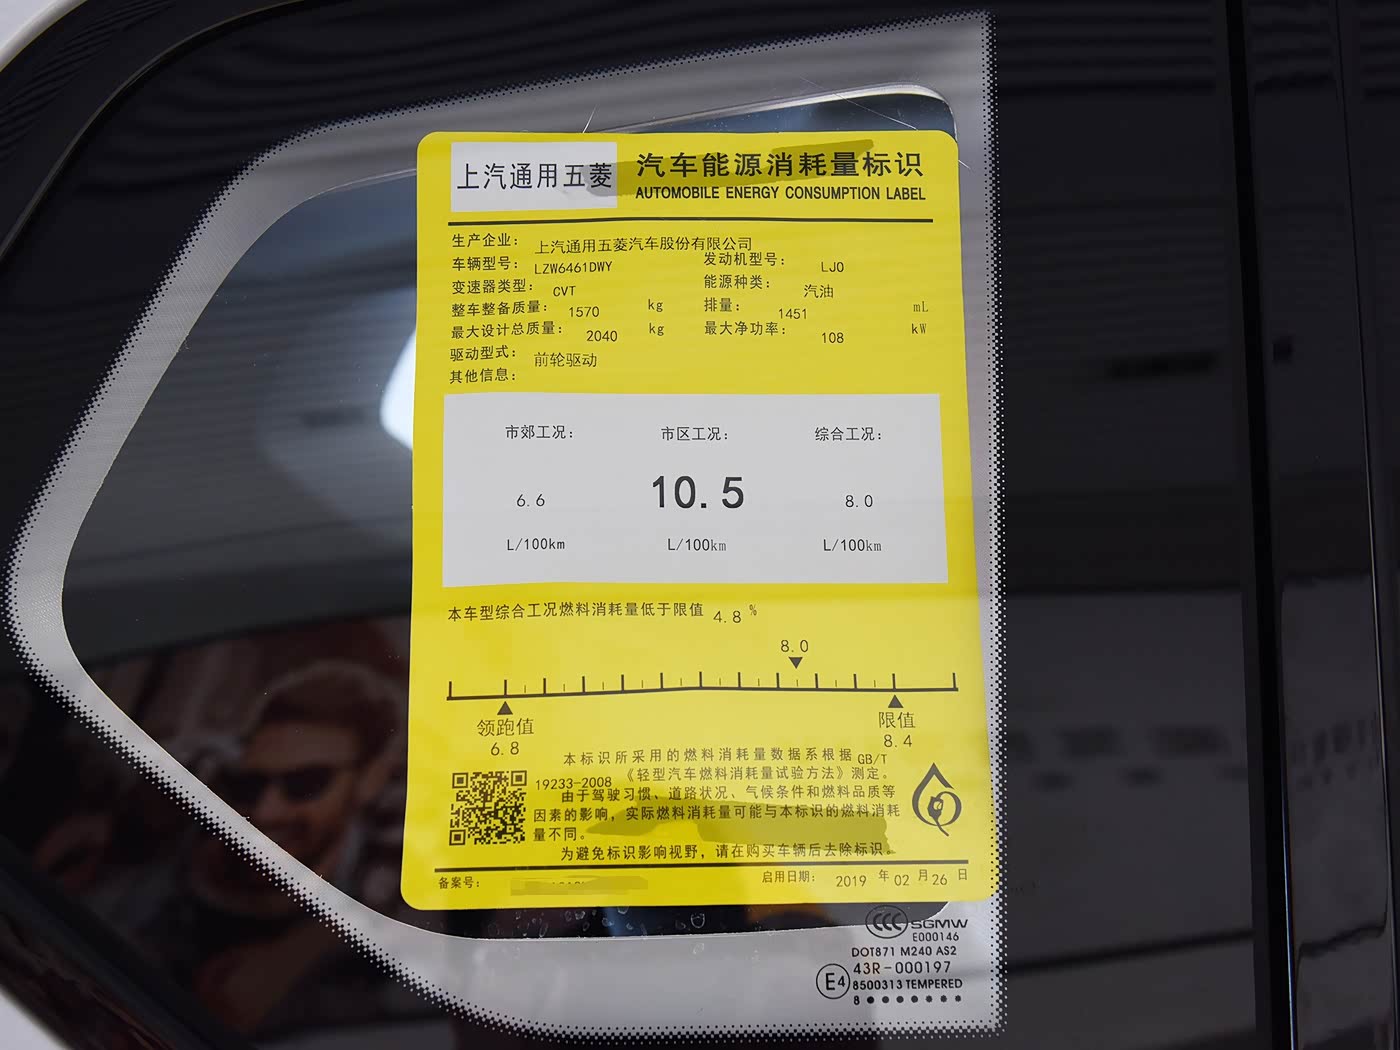 上汽通用五菱 汽车能源消耗量标识
AUTOMOBILE ENERGY CONSUMPTION LABEL
生产企业： 上汽通用五菱汽车股份有限公司
车辆型号： LZW6461DWY 发动机型号： LJO
变速器类型： CVT 能源种类： 汽油
整车整备质量： 1570 kg 排量： 1451 mL
最大设计总质量： 2040 kg 最大净功率： 108 kW
驱动型式： 前轮驱动
其他信息：
市郊工况： 市区工况： 综合工况：
6.6 10.5 8.0
L/100km L/100km L/100km
本车型综合工况燃料消耗量低于限值 4.8 %
8.0
领跑值 限值
6.8 8.4
本标识所采用的燃料消耗量数据系根据 GB/T
19233-2008 《轻型汽车燃料消耗量试验方法》测定。
由于驾驶习惯、道路状况、气候条件和燃料品质等
因素的影响，实际燃料消耗量可能与本标识的燃料消耗
量不同。
为避免标识影响视野，请在购买车辆后去除标识。
备案号： 启用日期： 2019 年 02 月 26 日
CCC SGMW
E000146
DOT871 M240 AS2
E4 43R-000197
8500313 TEMPERED
8